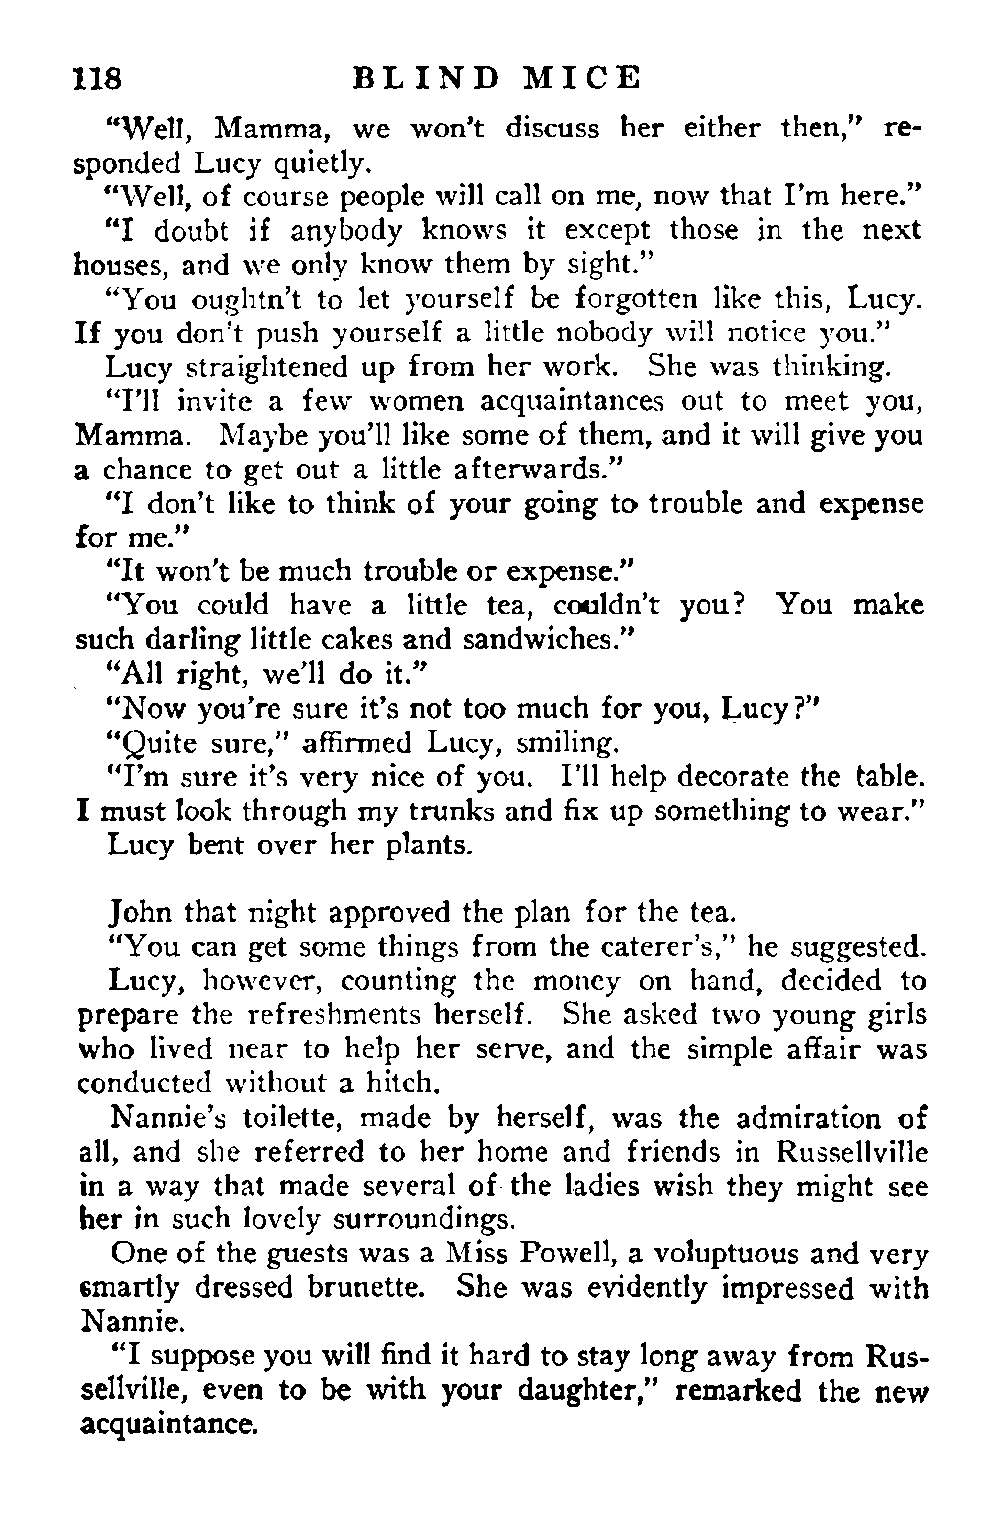 118 BLIND MICE
“Well, Mamma, we won’t discuss her either then,” re-
sponded Lucy quietly.
“Well, of course people will call on me, now that I’m here.”
“I doubt if anybody knows it except those in the next
houses, and we only know them by sight.”
“You oughtn’t to let yourself be forgotten like this, Lucy.
If you don’t push yourself a little nobody will notice you.”
Lucy straightened up from her work. She was thinking.
“I’ll invite a few women acquaintances out to meet you,
Mamma. Maybe you’ll like some of them, and it will give you
a chance to get out a little afterwards.”
“I don’t like to think of your going to trouble and expense
for me.”
“It won’t be much trouble or expense.”
“You could have a little tea, couldn’t you? You make
such darling little cakes and sandwiches.”
“All right, we’ll do it.”
“Now you’re sure it’s not too much for you, Lucy?”
“Quite sure,” affirmed Lucy, smiling.
“I’m sure it’s very nice of you. I’ll help decorate the table.
I must look through my trunks and fix up something to wear.”
Lucy bent over her plants.
John that night approved the plan for the tea.
“You can get some things from the caterer’s,” he suggested.
Lucy, however, counting the money on hand, decided to
prepare the refreshments herself. She asked two young girls
who lived near to help her serve, and the simple affair was
conducted without a hitch.
Nannie’s toilette, made by herself, was the admiration of
all, and she referred to her home and friends in Russellville
in a way that made several of the ladies wish they might see
her in such lovely surroundings.
One of the guests was a Miss Powell, a voluptuous and very
smartly dressed brunette. She was evidently impressed with
Nannie.
“I suppose you will find it hard to stay long away from Rus-
sellville, even to be with your daughter,” remarked the new
acquaintance.